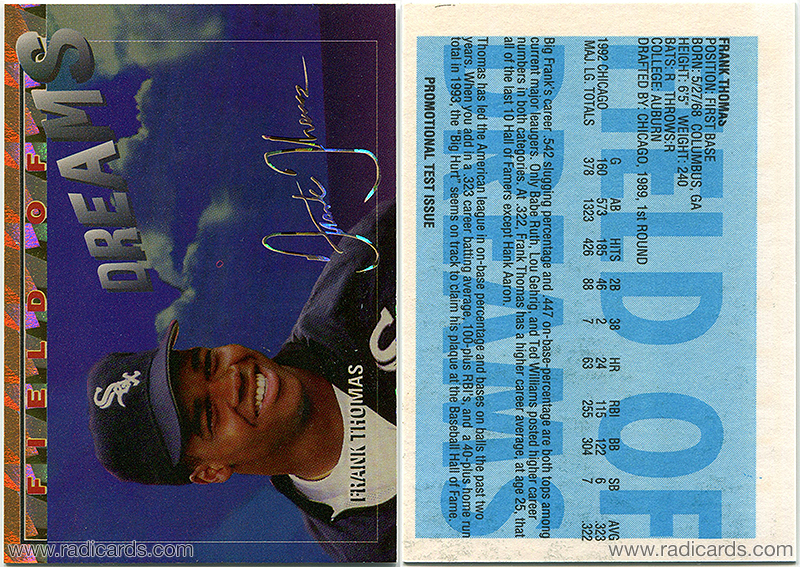 FIELD OF
DREAMS
Frank Thomas
Sox
S
FRANK THOMAS
www.radicards.com
FIELD OF
DREAMS
FRANK THOMAS
POSITION: FIRST BASE
BORN: 5/27/68 COLUMBUS, GA
HEIGHT: 6'5" WEIGHT: 240
BATS: R THROWS:R
COLLEGE: AUBURN
DRAFTED BY: CHICAGO, 1989, 1st ROUND
G AB HITS 2B 38 HR RBI BB SB AVG
1992 CHICAGO 160 573 185 46 2 24 115 122 6 .323
MAJ. LG. TOTALS 378 1323 426 88 7 63 255 304 7 .322
Big Frank's career .542 slugging percentage and .447 on-base-percentage are both tops among
current major leaugers. Only Babe Ruth, Lou Gehrig, and Ted Williams posted higher career
numbers in both categories. At .322, Frank Thomas has a higher career average, at age 25, that
all of the last 10 Hall of Famers except Hank Aaron.
Thomas has led the American league in on-base percentage and bases on balls the past two
years. When you add in a .323 career batting average, 100-plus RBI's, and a 40-plus home run
total in 1993, the "Big Hurt" seems on track to claim his plaque at the Baseball Hall of Fame.
PROMOTIONAL TEST ISSUE
www.radicards.com